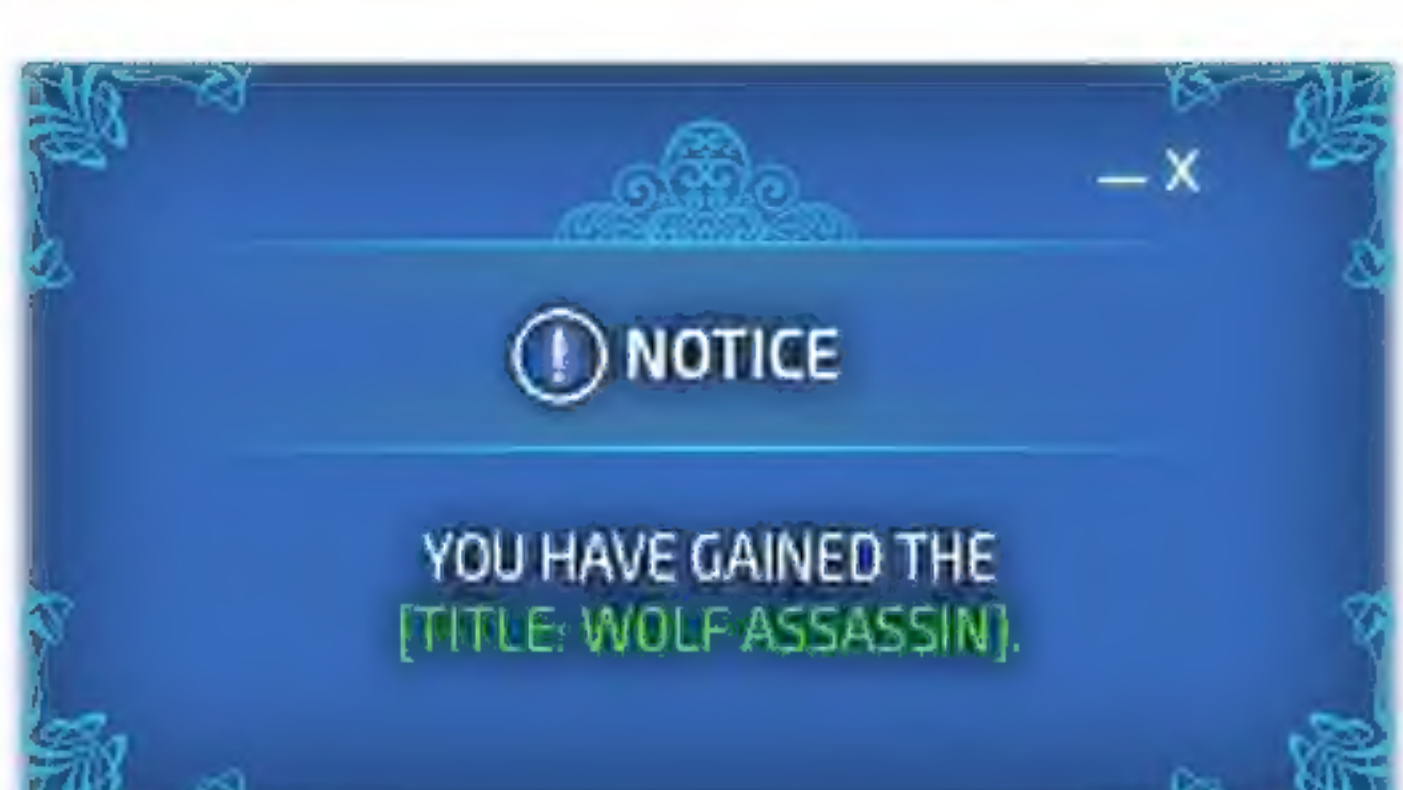 — X
! NOTICE
YOU HAVE GAINED THE
[TITLE: WOLF ASSASSIN].